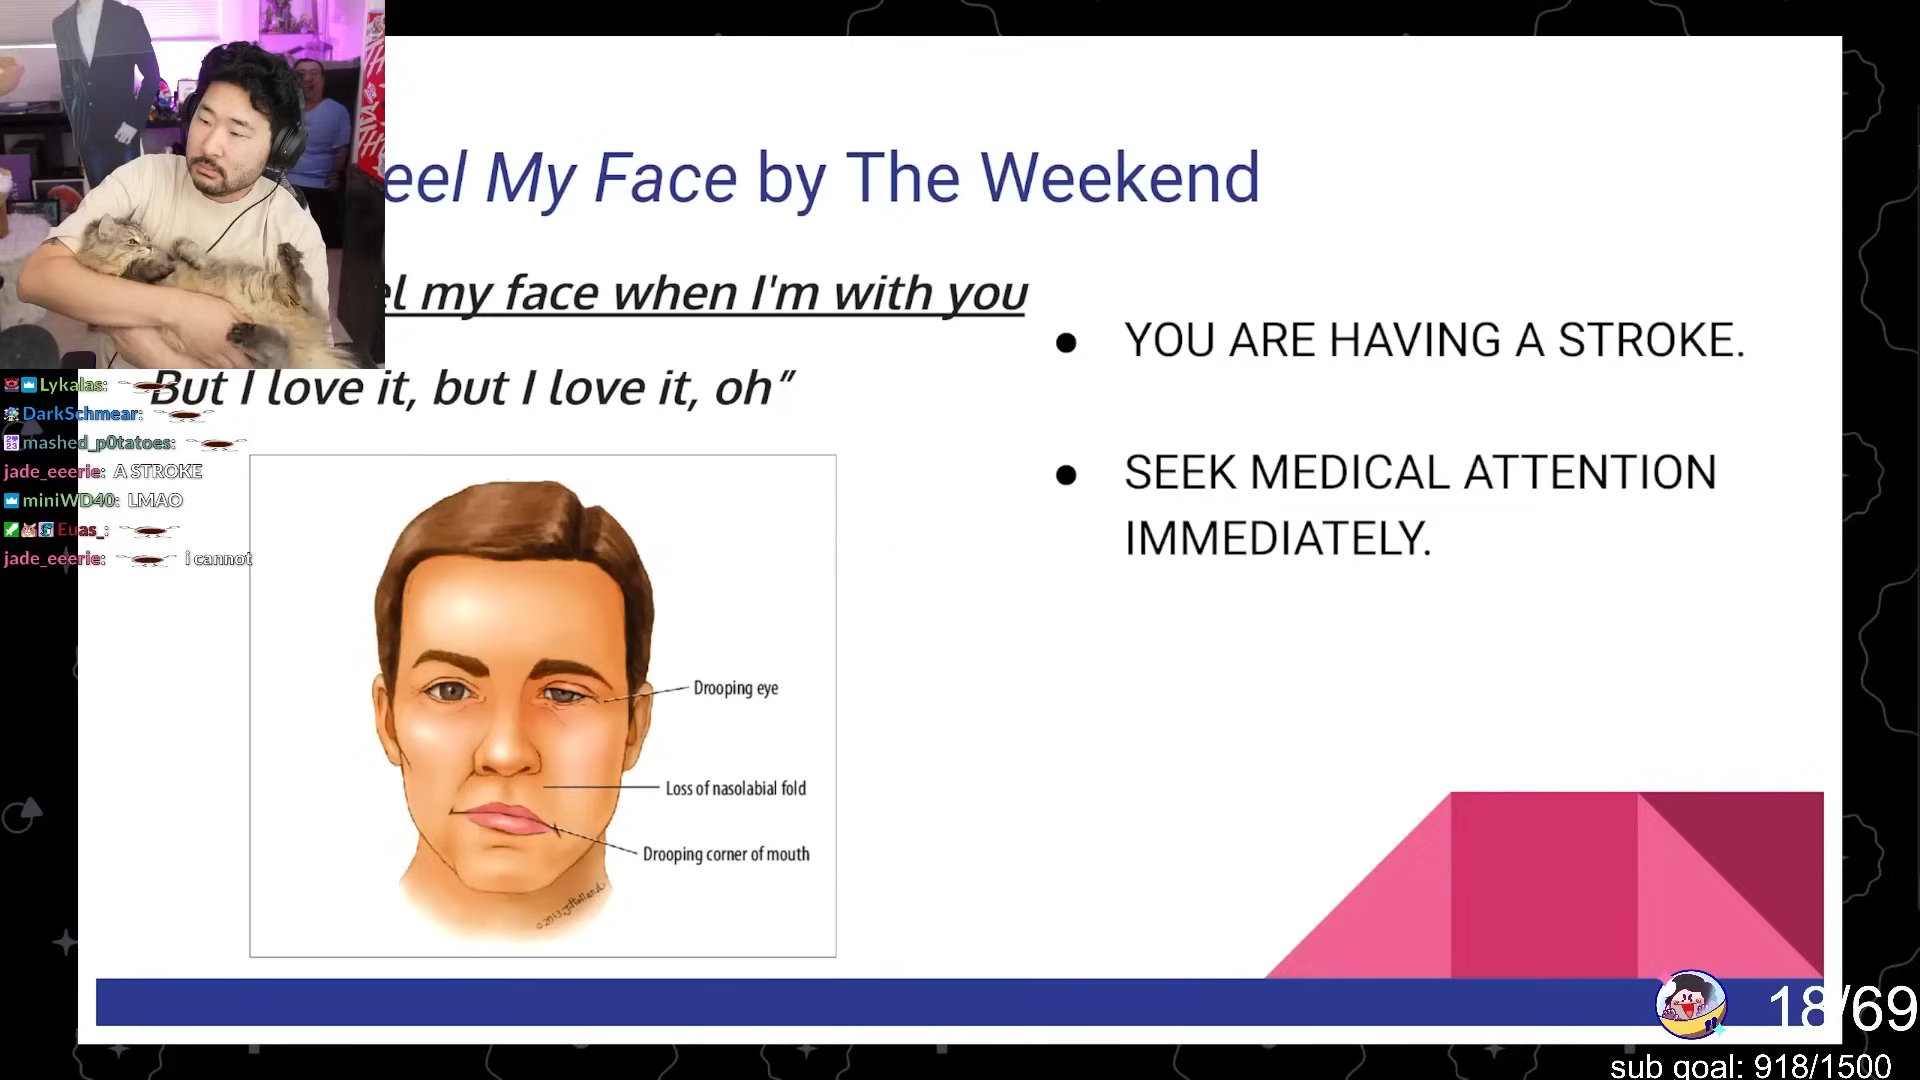 eel My Face by The Weekend
el my face when I'm with you
But I love it, but I love it, oh”
● YOU ARE HAVING A STROKE.
● SEEK MEDICAL ATTENTION
IMMEDIATELY.
Lykalas:
DarkSchmear:
mashed_p0tatoes:
jade_eeerie: A STROKE
miniWD40: LMAO
Euas_:
jade_eeerie: i cannot
Drooping eye
Loss of nasolabial fold
Drooping corner of mouth
©2013
18/69
sub goal: 918/1500